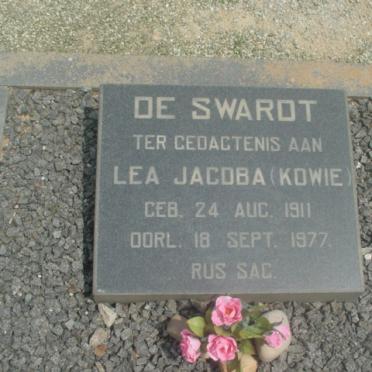 DE SWARDT
TER GEDAGTENIS AAN
LEA JACOBA (KOWIE)
GEB. 24 AUG. 1911
OORL. 18 SEPT. 1977.
RUS SAG.